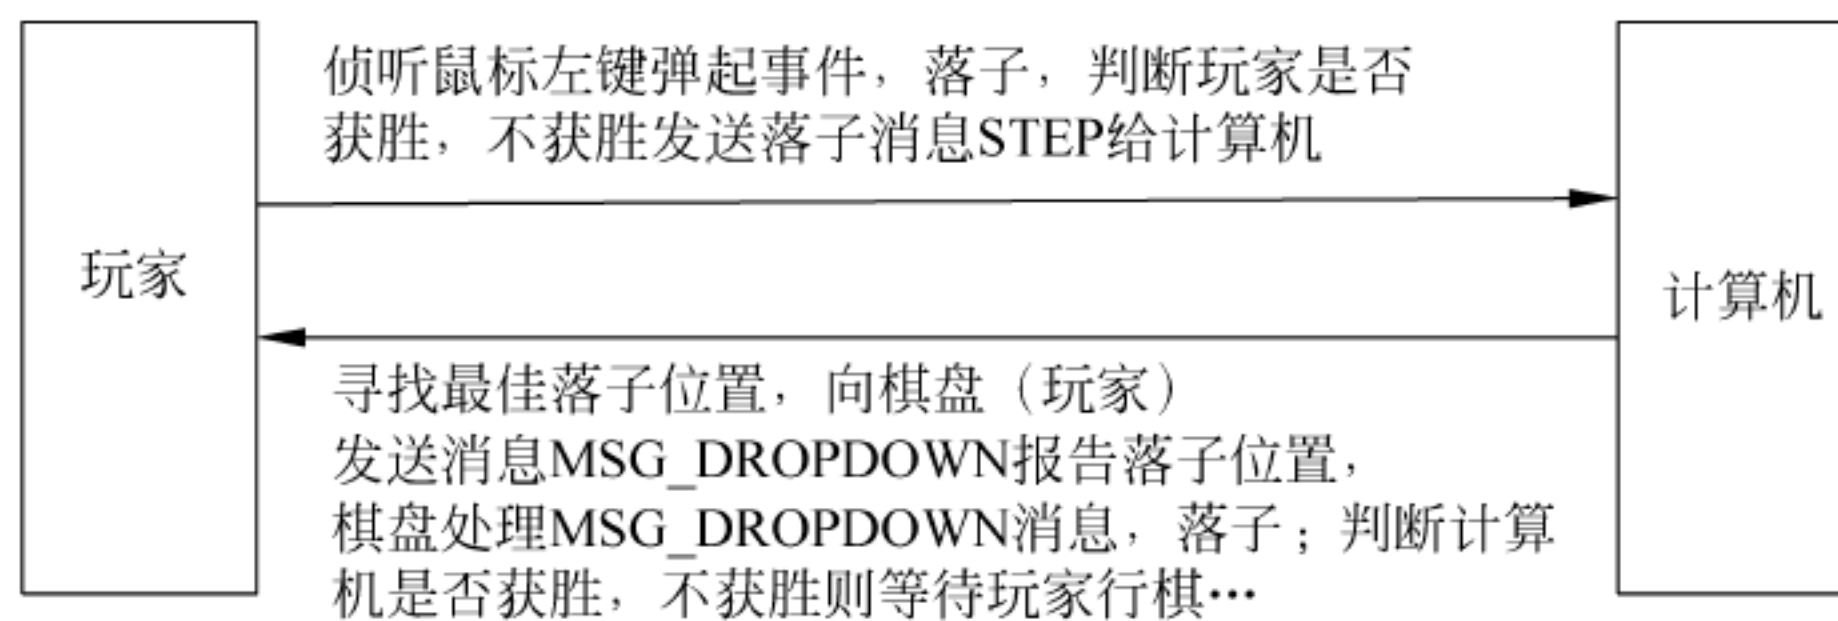 侦听鼠标左键弹起事件，落子，判断玩家是否
获胜，不获胜发送落子消息STEP给计算机
玩家
计算机
寻找最佳落子位置，向棋盘（玩家）
发送消息MSG_DROPDOWN报告落子位置，
棋盘处理MSG_DROPDOWN消息，落子；判断计算
机是否获胜，不获胜则等待玩家行棋…